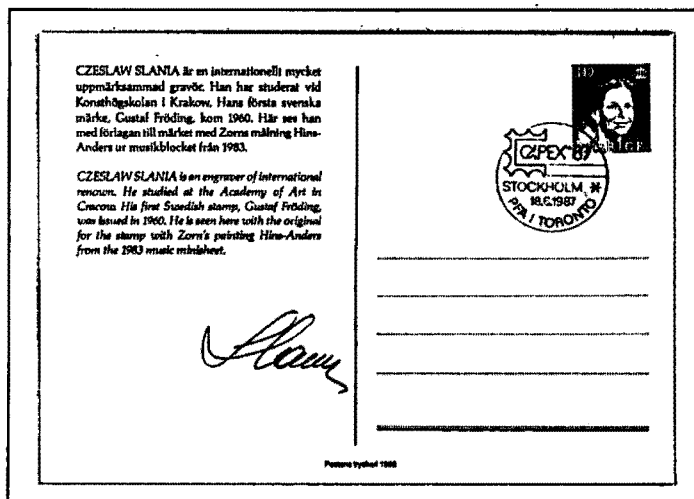 CZESLAW SLANIA är en internationellt mycket
uppmärksammad gravör. Han har studerat vid
Konsthögskolan i Krakow. Hans första svenska
märke, Gustaf Fröding, kom 1960. Här ses han
med förlagan till märket med Zorns målning Hins-
Anders ur musikblocket från 1983.
CZESLAW SLANIA is an engraver of international
renown. He studied at the Academy of Art in
Cracow. His first Swedish stamp, Gustaf Fröding,
was issued in 1960. He is seen here with the original
for the stamp with Zorn's painting Hins-Anders
from the 1983 music minisheet.
Slania
CAPEX 87
STOCKHOLM *
18.6.1987
PFA I TORONTO
Postens tryckeri